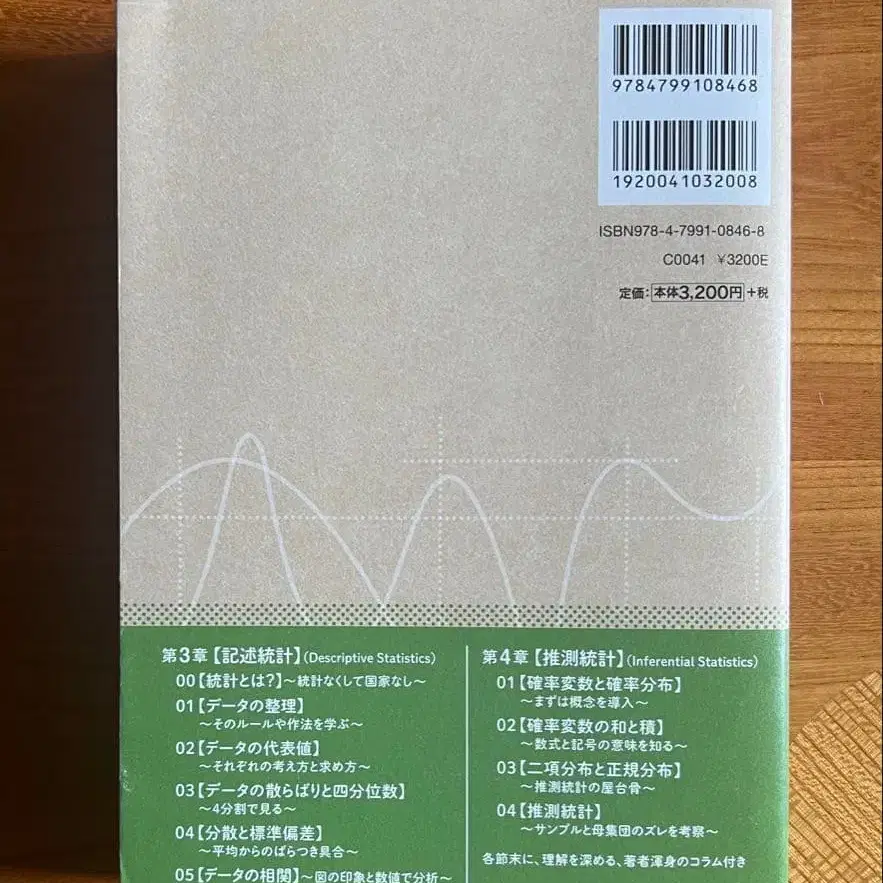 9784799108468
1920041032008
ISBN978-4-7991-0846-8
C0041 ¥3200E
定価:本体3,200円+税
第3章【記述統計】(Descriptive Statistics)
00【統計とは?】~統計なくして国家なし~
01【データの整理】
~そのルールや作法を学ぶ~
02【データの代表値】
~それぞれの考え方と求め方~
03【データの散らばりと四分位数】
~4分割で見る~
04【分散と標準偏差】
~平均からのばらつき具合~
05【データの相関】~図の印象と数値で分析~
第4章【推測統計】(Inferential Statistics)
01【確率変数と確率分布】
~まずは概念を導入~
02【確率変数の和と積】
~数式と記号の意味を知る~
03【二項分布と正規分布】
~推測統計の屋台骨~
04【推測統計】
~サンプルと母集団のズレを考察~
各節末に、理解を深める、著者渾身のコラム付き